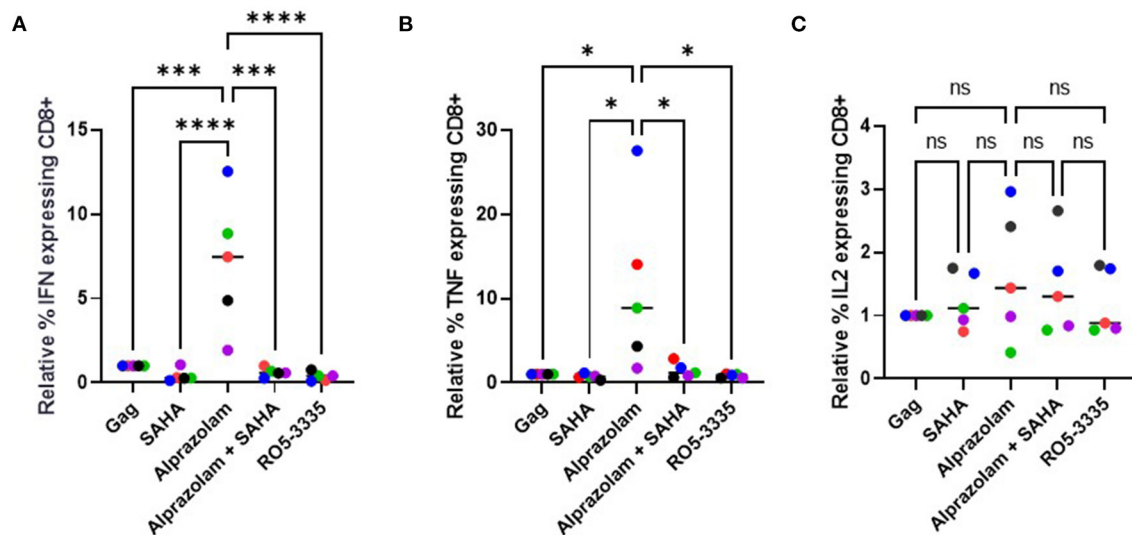 A
Relative % IFN expressing CD8+
****
***
***
****
15
10
5
0
Gag
SAHA
Alprazolam
Alprazolam + SAHA
RO5-3335
B
Relative % TNF expressing CD8+
*
*
*
*
30
20
10
0
Gag
SAHA
Alprazolam
Alprazolam + SAHA
RO5-3335
C
Relative % IL2 expressing CD8+
ns
ns
ns
ns
ns
ns
4
3
2
1
0
Gag
SAHA
Alprazolam
Alprazolam + SAHA
RO5-3335